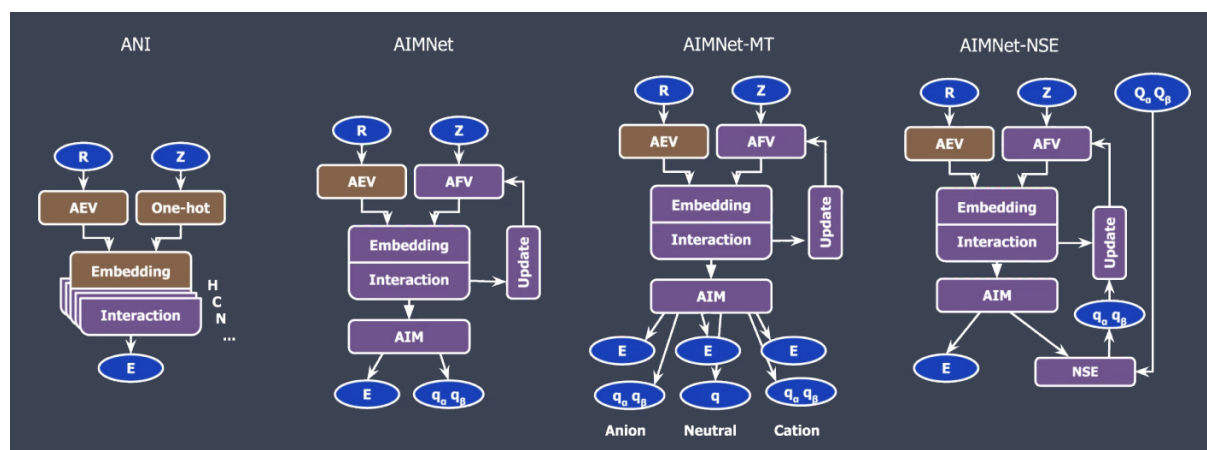 ANI
R
Z
AEV
One-hot
Embedding
Interaction
H
C
N
...
E
AIMNet
R
Z
AEV
AFV
Embedding
Interaction
Update
AIM
E
qα qβ
AIMNet-MT
R
Z
AEV
AFV
Embedding
Interaction
Update
AIM
E
E
E
qα qβ
q
qα qβ
Anion
Neutral
Cation
AIMNet-NSE
R
Z
Qα Qβ
AEV
AFV
Embedding
Interaction
Update
AIM
qα qβ
E
NSE